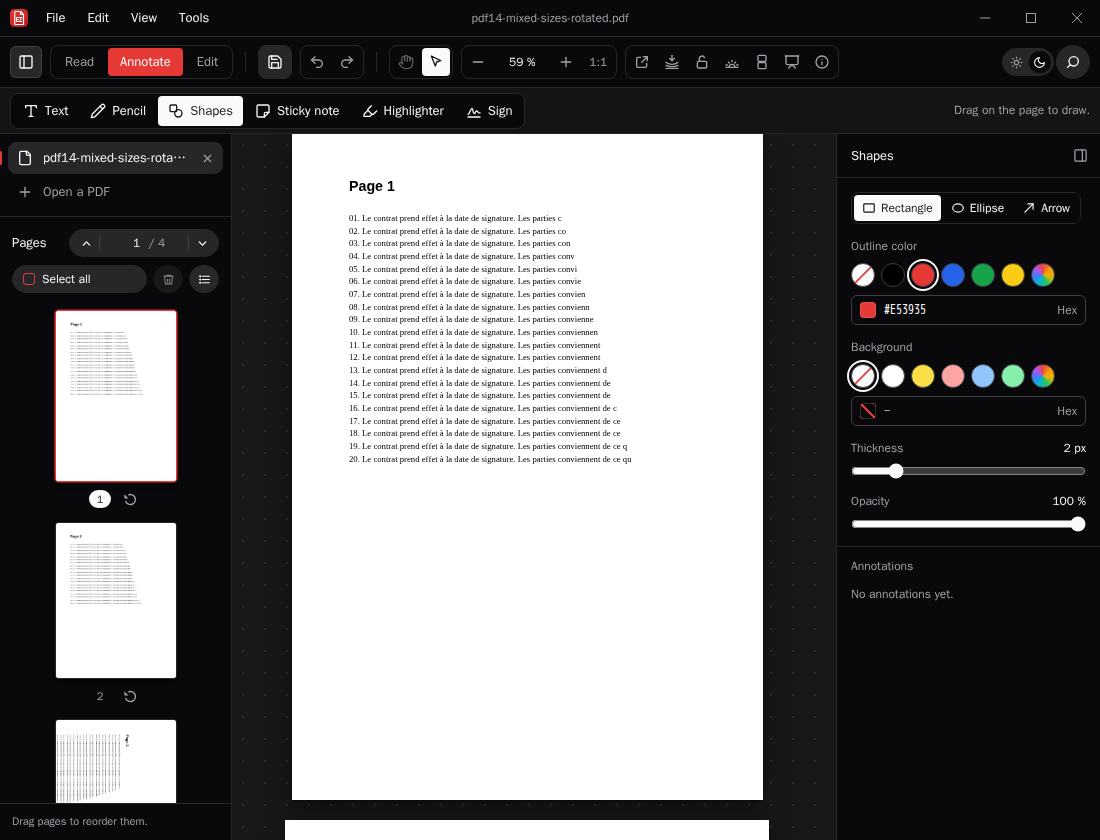 File Edit View Tools
pdf14-mixed-sizes-rotated.pdf
Read Annotate Edit
59 %
1:1
Text Pencil Shapes Sticky note Highlighter Sign
Drag on the page to draw.
pdf14-mixed-sizes-rota···
Open a PDF
Pages 1 / 4
Select all
Page 1
1
Page 2
2
Drag pages to reorder them.
Page 1
01. Le contrat prend effet à la date de signature. Les parties c
02. Le contrat prend effet à la date de signature. Les parties co
03. Le contrat prend effet à la date de signature. Les parties con
04. Le contrat prend effet à la date de signature. Les parties conv
05. Le contrat prend effet à la date de signature. Les parties convi
06. Le contrat prend effet à la date de signature. Les parties convie
07. Le contrat prend effet à la date de signature. Les parties convien
08. Le contrat prend effet à la date de signature. Les parties convienn
09. Le contrat prend effet à la date de signature. Les parties convienne
10. Le contrat prend effet à la date de signature. Les parties conviennen
11. Le contrat prend effet à la date de signature. Les parties conviennent
12. Le contrat prend effet à la date de signature. Les parties conviennent
13. Le contrat prend effet à la date de signature. Les parties conviennent d
14. Le contrat prend effet à la date de signature. Les parties conviennent de
15. Le contrat prend effet à la date de signature. Les parties conviennent de
16. Le contrat prend effet à la date de signature. Les parties conviennent de c
17. Le contrat prend effet à la date de signature. Les parties conviennent de ce
18. Le contrat prend effet à la date de signature. Les parties conviennent de ce
19. Le contrat prend effet à la date de signature. Les parties conviennent de ce q
20. Le contrat prend effet à la date de signature. Les parties conviennent de ce qu
Shapes
Rectangle Ellipse Arrow
Outline color
#E53935 Hex
Background
– Hex
Thickness 2 px
Opacity 100 %
Annotations
No annotations yet.